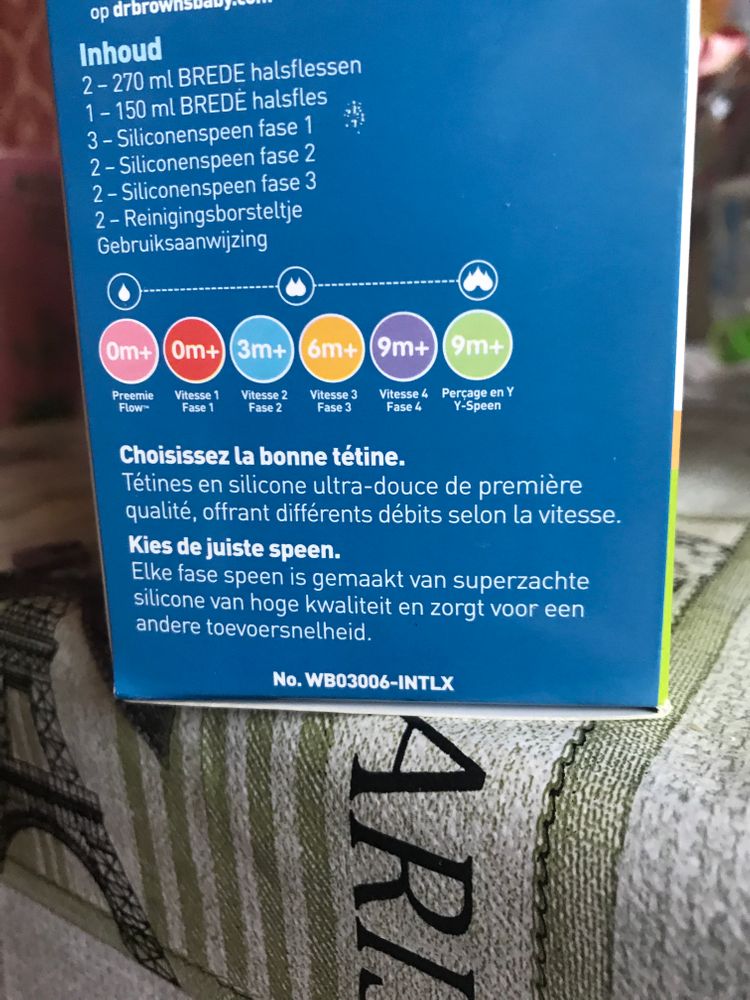 op drbrownsbaby.com
Inhoud
2 – 270 ml BREDE halsflessen
1 – 150 ml BREDE halsfles
3 – Siliconenspeen fase 1
2 – Siliconenspeen fase 2
2 – Siliconenspeen fase 3
2 – Reinigingsborsteltje
Gebruiksaanwijzing
0m+ 0m+ 3m+ 6m+ 9m+ 9m+
Preemie Vitesse 1 Vitesse 2 Vitesse 3 Vitesse 4 Perçage en Y
Flow™ Fase 1 Fase 2 Fase 3 Fase 4 Y-Speen
Choisissez la bonne tétine.
Tétines en silicone ultra-douce de première
qualité, offrant différents débits selon la vitesse.
Kies de juiste speen.
Elke fase speen is gemaakt van superzachte
silicone van hoge kwaliteit en zorgt voor een
andere toevoersnelheid.
No. WB03006-INTLX
ARIS